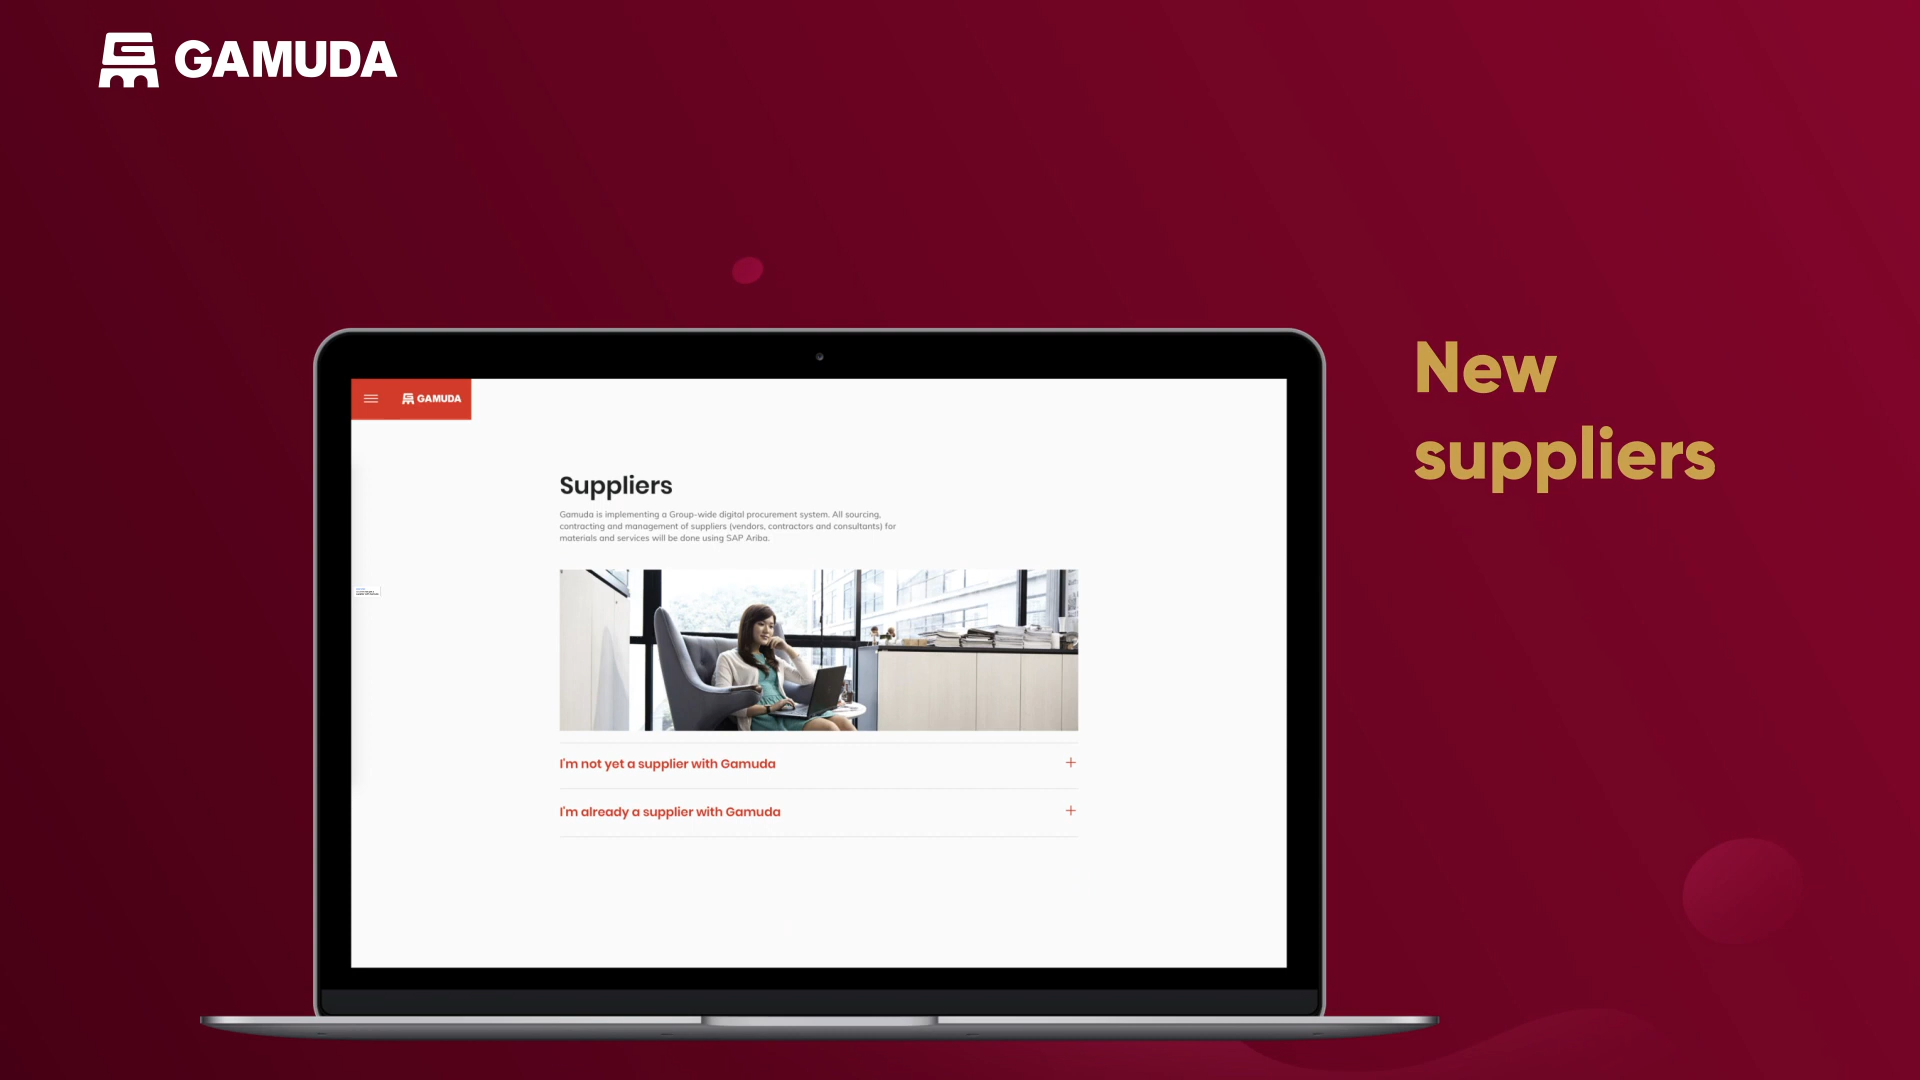 GAMUDA
New
suppliers
GAMUDA
Suppliers
Gamuda is implementing a Group-wide digital procurement system. All sourcing,
contracting and management of suppliers (vendors, contractors and consultants) for
materials and services will be done using SAP Ariba.
I'm not yet a supplier with Gamuda
I'm already a supplier with Gamuda